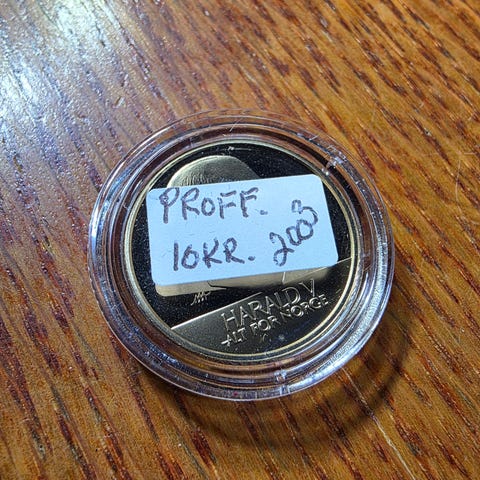 PROFF.
10KR. 2003
HARALD V
ALT FOR NORGE